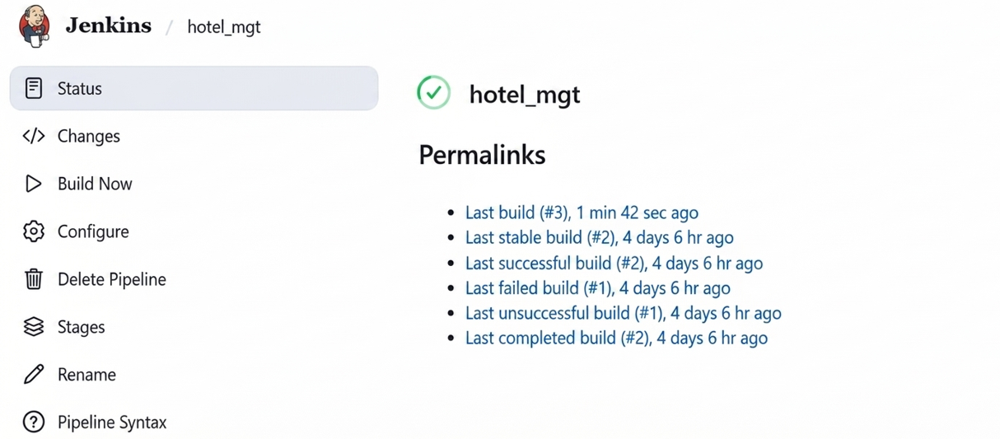 Jenkins / hotel_mgt
Status
Changes
Build Now
Configure
Delete Pipeline
Stages
Rename
Pipeline Syntax
hotel_mgt
Permalinks
Last build (#3), 1 min 42 sec ago
Last stable build (#2), 4 days 6 hr ago
Last successful build (#2), 4 days 6 hr ago
Last failed build (#1), 4 days 6 hr ago
Last unsuccessful build (#1), 4 days 6 hr ago
Last completed build (#2), 4 days 6 hr ago